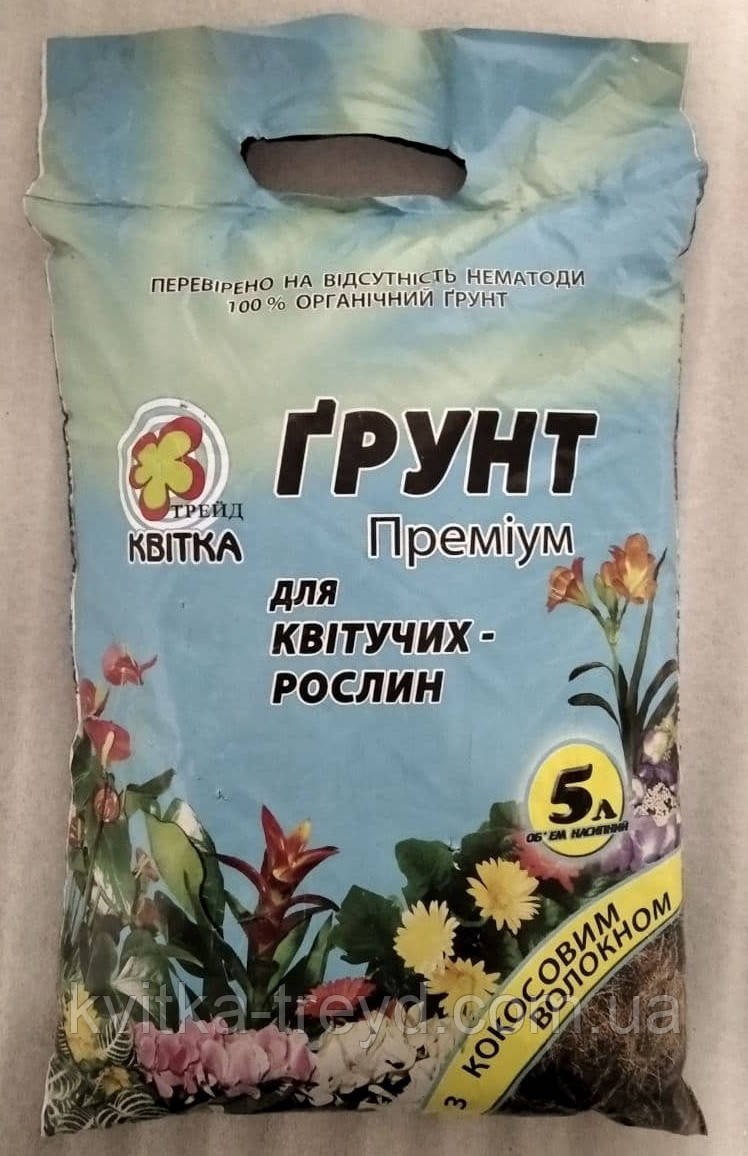 ПЕРЕВІРЕНО НА ВІДСУТНІСТЬ НЕМАТОДИ
100% ОРГАНІЧНИЙ ҐРУНТ
ҐРУНТ
Преміум
ТРЕЙД
КВІТКА
ДЛЯ
КВІТУЧИХ -
РОСЛИН
5 Л
ОБ'ЄМ НАСИПНИЙ
З КОКОСОВИМ
ВОЛОКНОМ
kvitka-treyd.com.ua